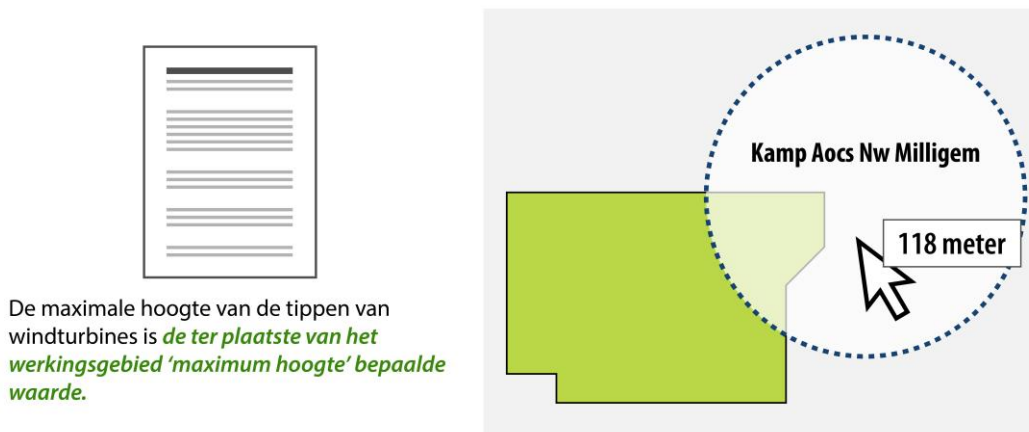 De maximale hoogte van de tippen van
windturbines is de ter plaatste van het
werkingsgebied ‘maximum hoogte’ bepaalde
waarde.
Kamp Aocs Nw Milligem
118 meter